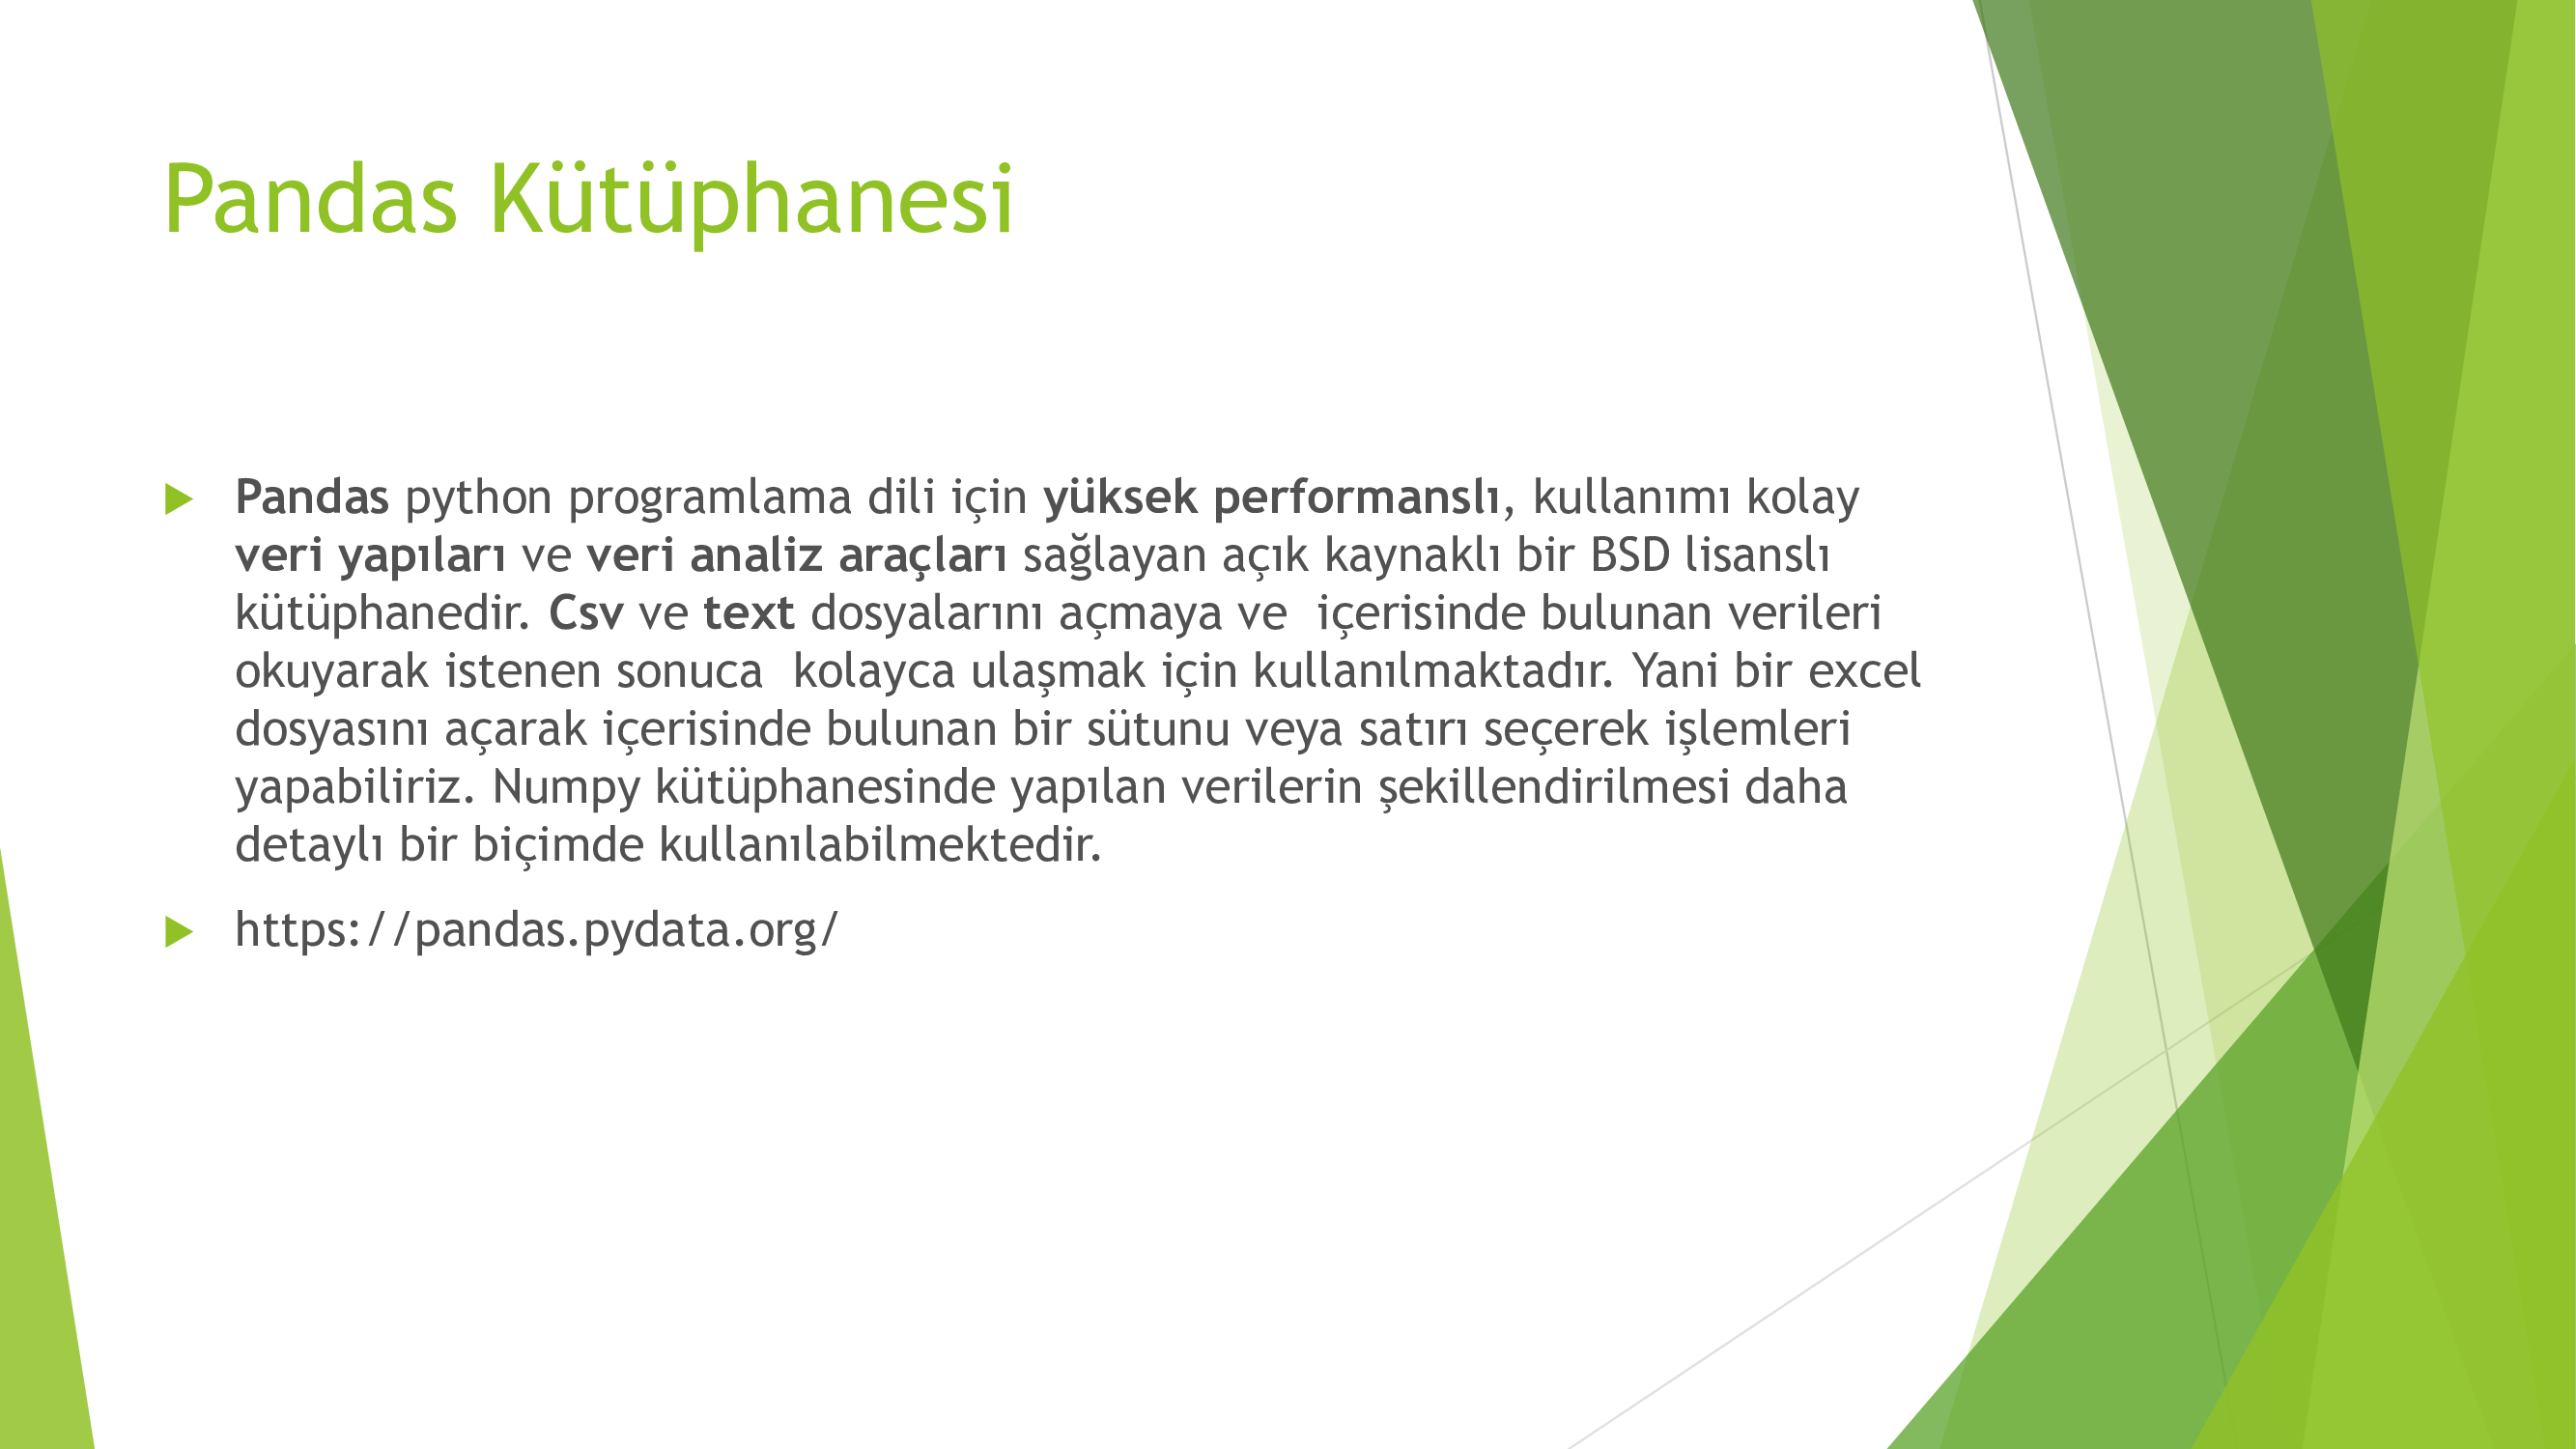 Pandas Kütüphanesi
Pandas python programlama dili için yüksek performanslı, kullanımı kolay
veri yapıları ve veri analiz araçları sağlayan açık kaynaklı bir BSD lisanslı
kütüphanedir. Csv ve text dosyalarını açmaya ve  içerisinde bulunan verileri
okuyarak istenen sonuca  kolayca ulaşmak için kullanılmaktadır. Yani bir excel
dosyasını açarak içerisinde bulunan bir sütunu veya satırı seçerek işlemleri
yapabiliriz. Numpy kütüphanesinde yapılan verilerin şekillendirilmesi daha
detaylı bir biçimde kullanılabilmektedir.
https://pandas.pydata.org/